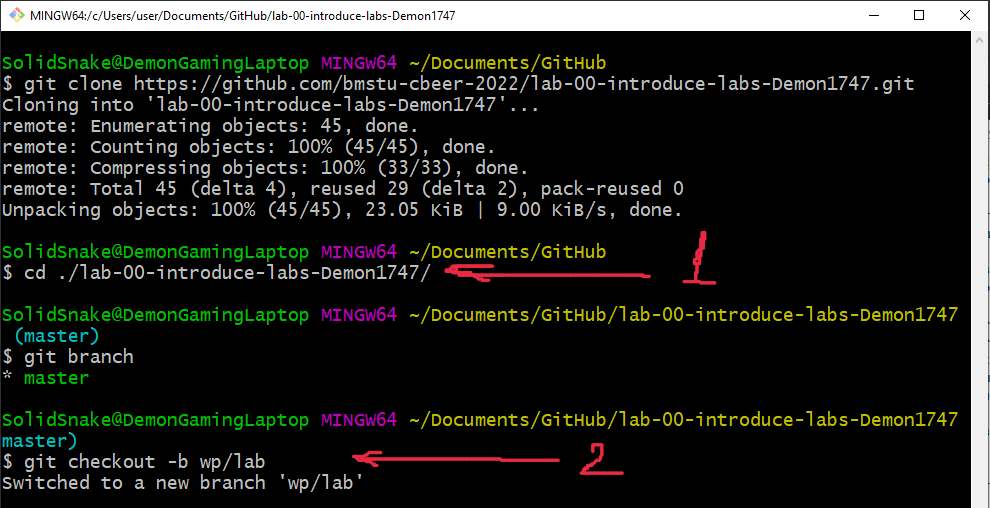 MINGW64:/c/Users/user/Documents/GitHub/lab-00-introduce-labs-Demon1747
SolidSnake@DemonGamingLaptop MINGW64 ~/Documents/GitHub
$ git clone https://github.com/bmstu-cbeer-2022/lab-00-introduce-labs-Demon1747.git
Cloning into 'lab-00-introduce-labs-Demon1747'...
remote: Enumerating objects: 45, done.
remote: Counting objects: 100% (45/45), done.
remote: Compressing objects: 100% (33/33), done.
remote: Total 45 (delta 4), reused 29 (delta 2), pack-reused 0
Unpacking objects: 100% (45/45), 23.05 KiB | 9.00 KiB/s, done.
SolidSnake@DemonGamingLaptop MINGW64 ~/Documents/GitHub
$ cd ./lab-00-introduce-labs-Demon1747/ 1
SolidSnake@DemonGamingLaptop MINGW64 ~/Documents/GitHub/lab-00-introduce-labs-Demon1747
(master)
$ git branch
* master
SolidSnake@DemonGamingLaptop MINGW64 ~/Documents/GitHub/lab-00-introduce-labs-Demon1747
master)
$ git checkout -b wp/lab 2
Switched to a new branch 'wp/lab'